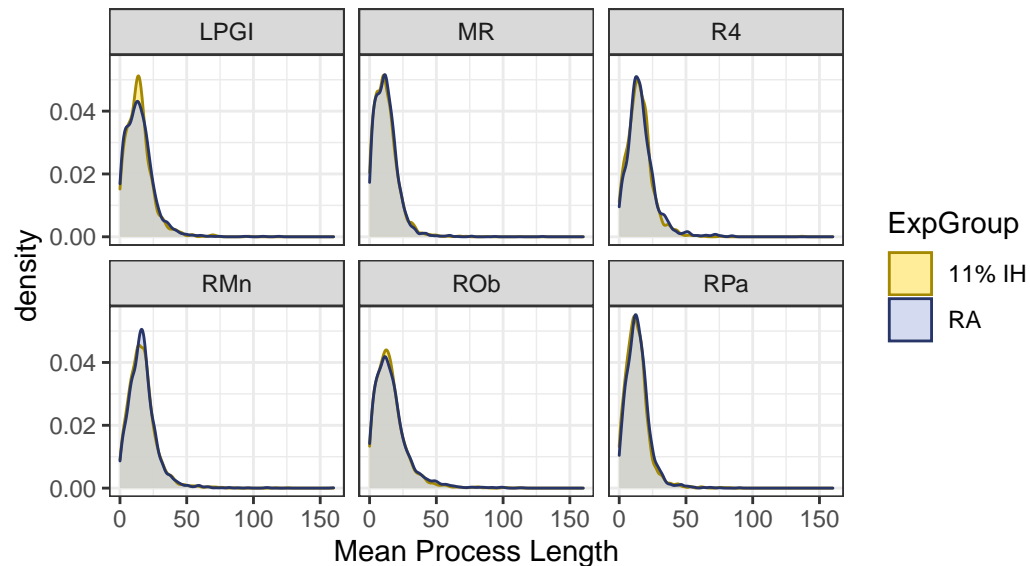 LPGI MR R4
0.04
0.02
0.00
RMn ROb RPa
0.04
0.02
0.00
0 50 100 150 0 50 100 150 0 50 100 150
Mean Process Length
density
ExpGroup
11% IH
RA